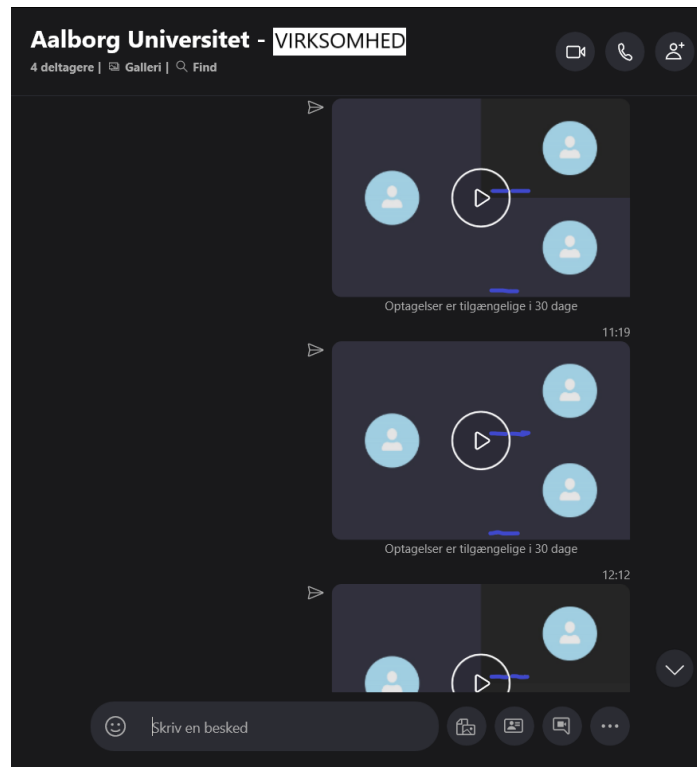 Aalborg Universitet - VIRKSOMHED
4 deltagere | Galleri | Find
Optagelser er tilgængelige i 30 dage
11:19
Optagelser er tilgængelige i 30 dage
12:12
Skriv en besked